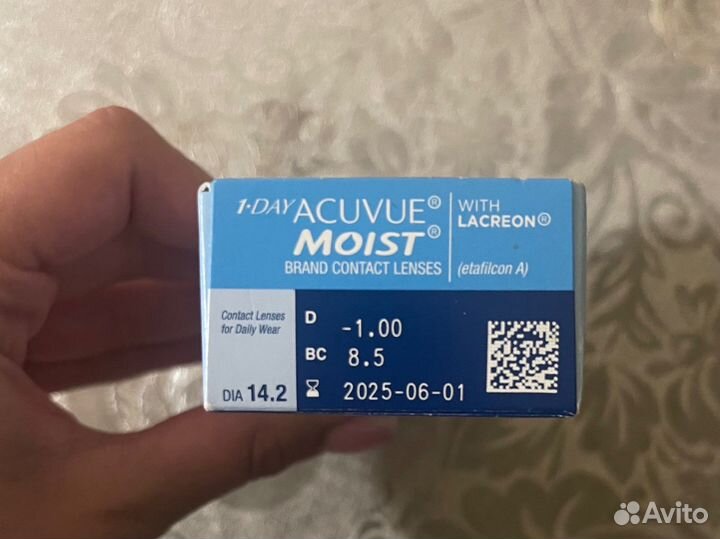 1·DAY ACUVUE®
MOIST®
BRAND CONTACT LENSES
WITH
LACREON®
(etafilcon A)
Contact Lenses
for Daily Wear
DIA 14.2
D -1.00
BC 8.5
2025-06-01
Avito